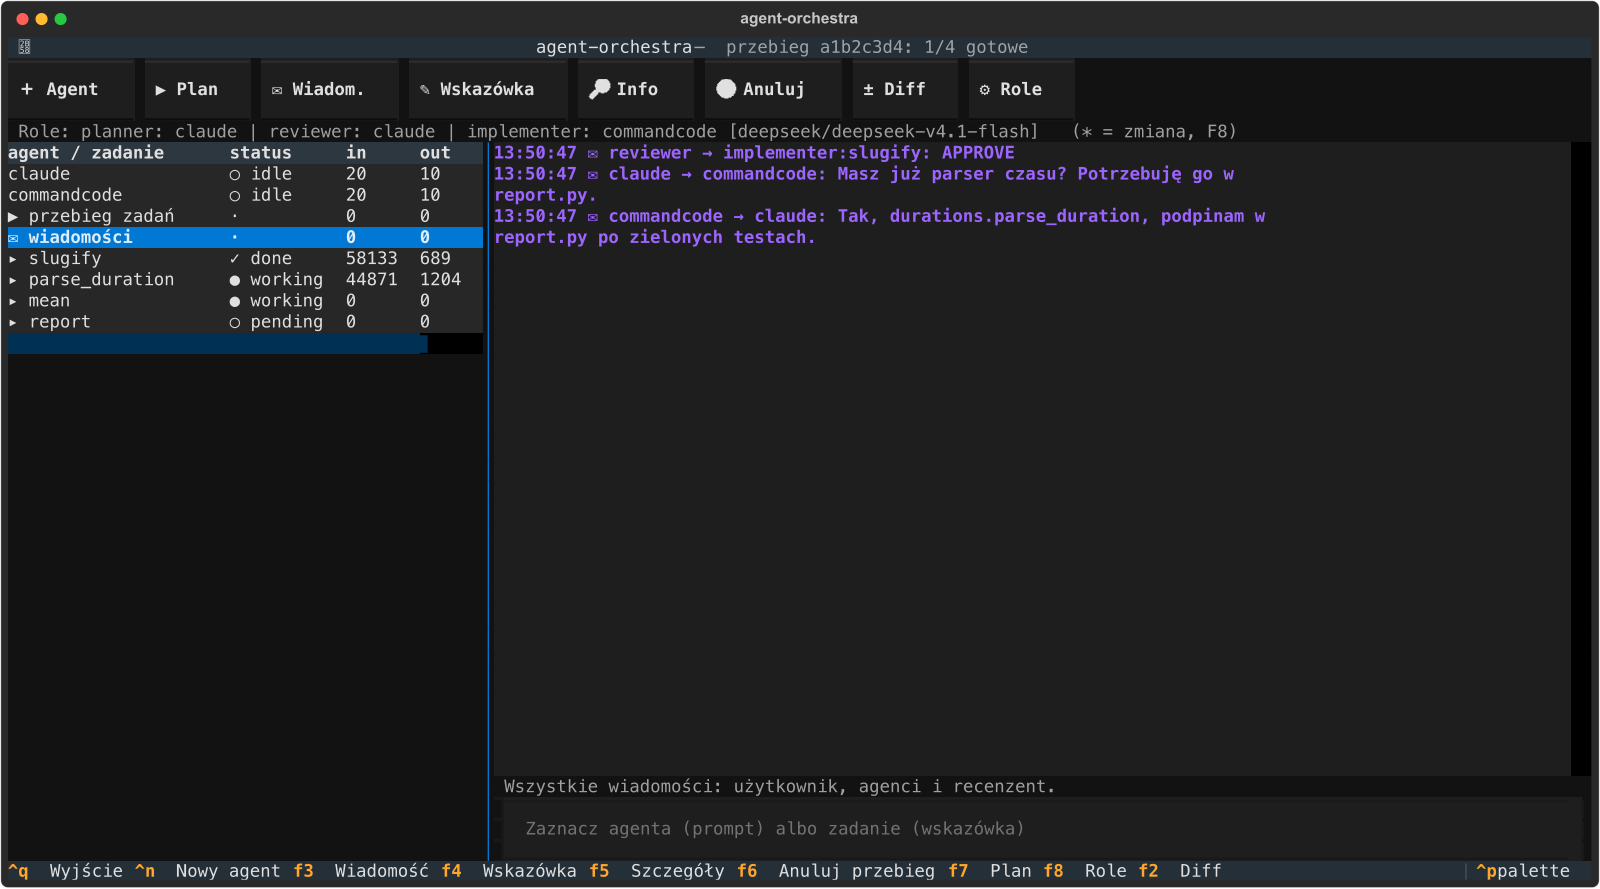 agent-orchestra
agent-orchestra— przebieg a1b2c3d4: 1/4 gotowe
+ Agent ▶ Plan ✉ Wiadom. ✎ Wskazówka 🔎 Info ⬤ Anuluj ± Diff ⚙ Role
Role: planner: claude | reviewer: claude | implementer: commandcode [deepseek/deepseek-v4.1-flash] (* = zmiana, F8)
agent / zadanie status in out
claude ○ idle 20 10
commandcode ○ idle 20 10
▶ przebieg zadań · 0 0
✉ wiadomości · 0 0
▸ slugify ✓ done 58133 689
▸ parse_duration ● working 44871 1204
▸ mean ● working 0 0
▸ report ○ pending 0 0
13:50:47 ✉ reviewer → implementer:slugify: APPROVE
13:50:47 ✉ claude → commandcode: Masz już parser czasu? Potrzebuję go w
report.py.
13:50:47 ✉ commandcode → claude: Tak, durations.parse_duration, podpinam w
report.py po zielonych testach.
Wszystkie wiadomości: użytkownik, agenci i recenzent.
Zaznacz agenta (prompt) albo zadanie (wskazówka)
^q Wyjście ^n Nowy agent f3 Wiadomość f4 Wskazówka f5 Szczegóły f6 Anuluj przebieg f7 Plan f8 Role f2 Diff ^ppalette